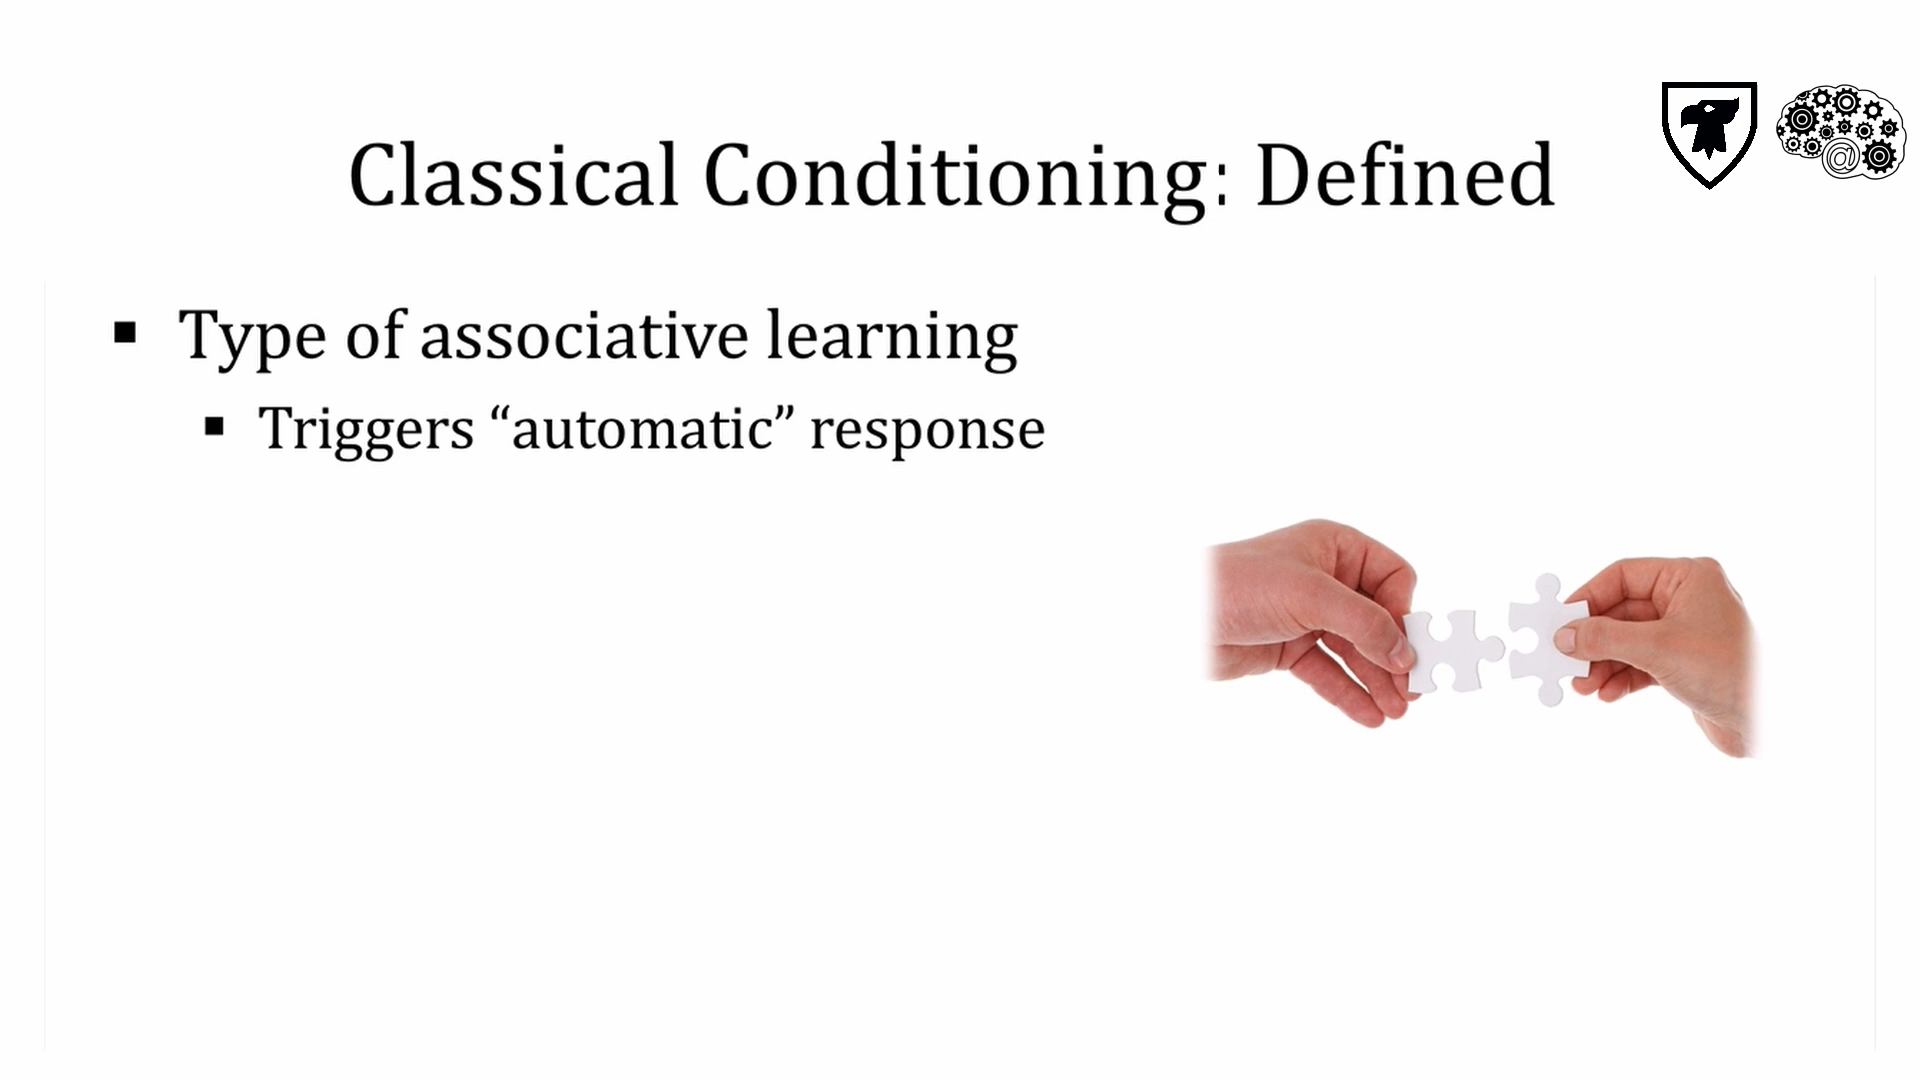 Classical Conditioning: Defined
@
▪ Type of associative learning
▪ Triggers “automatic” response